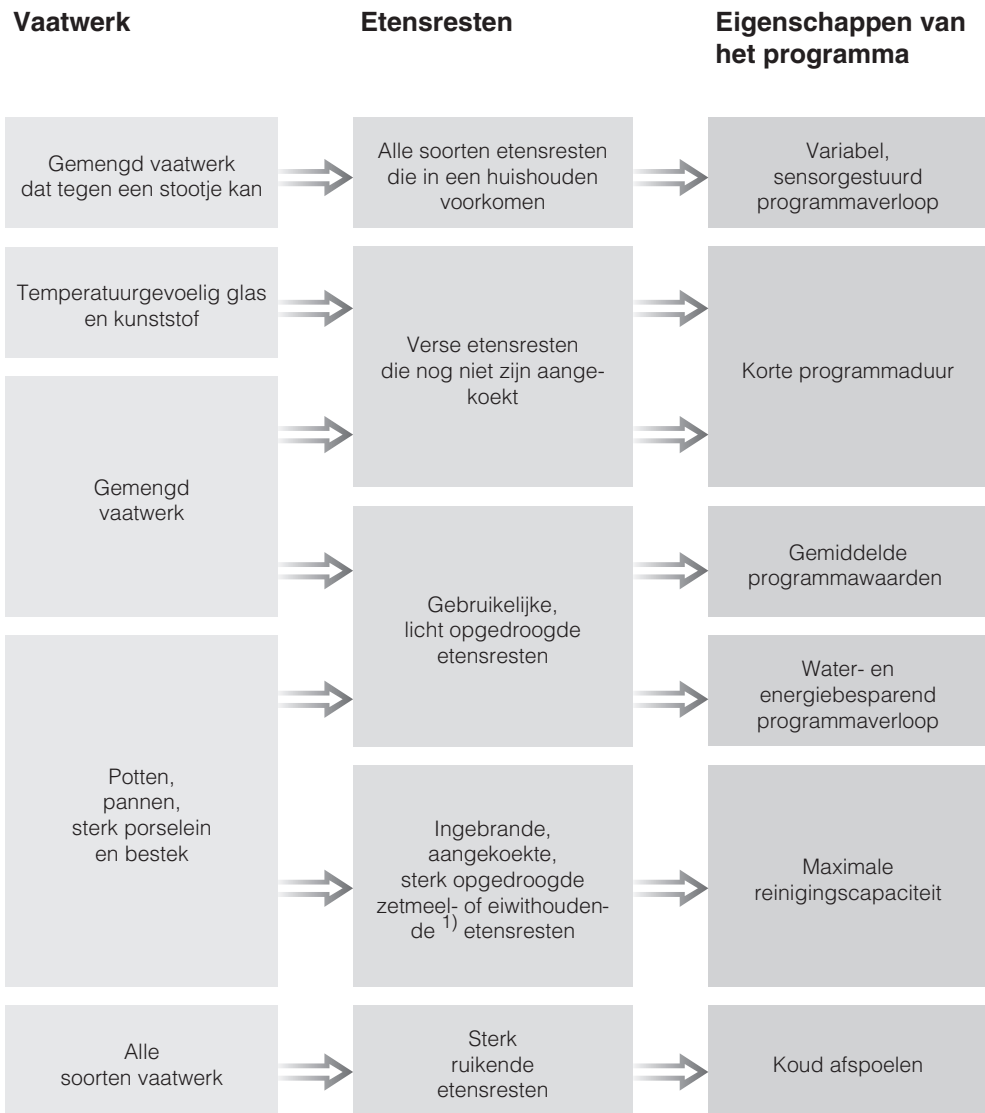 Vaatwerk
Etensresten
Eigenschappen van
het programma
Gemengd vaatwerk
dat tegen een stootje kan
Alle soorten etensresten
die in een huishouden
voorkomen
Variabel,
sensorgestuurd
programmaverloop
Temperatuurgevoelig glas
en kunststof
Verse etensresten
die nog niet zijn aange-
koekt
Korte programmaduur
Gemengd
vaatwerk
Gebruikelijke,
licht opgedroogde
etensresten
Gemiddelde
programmawaarden
Water- en
energiebesparend
programmaverloop
Potten,
pannen,
sterk porselein
en bestek
Ingebrande,
aangekoekte,
sterk opgedroogde
zetmeel- of eiwithouden-
de 1) etensresten
Maximale
reinigingscapaciteit
Alle
soorten vaatwerk
Sterk
ruikende
etensresten
Koud afspoelen